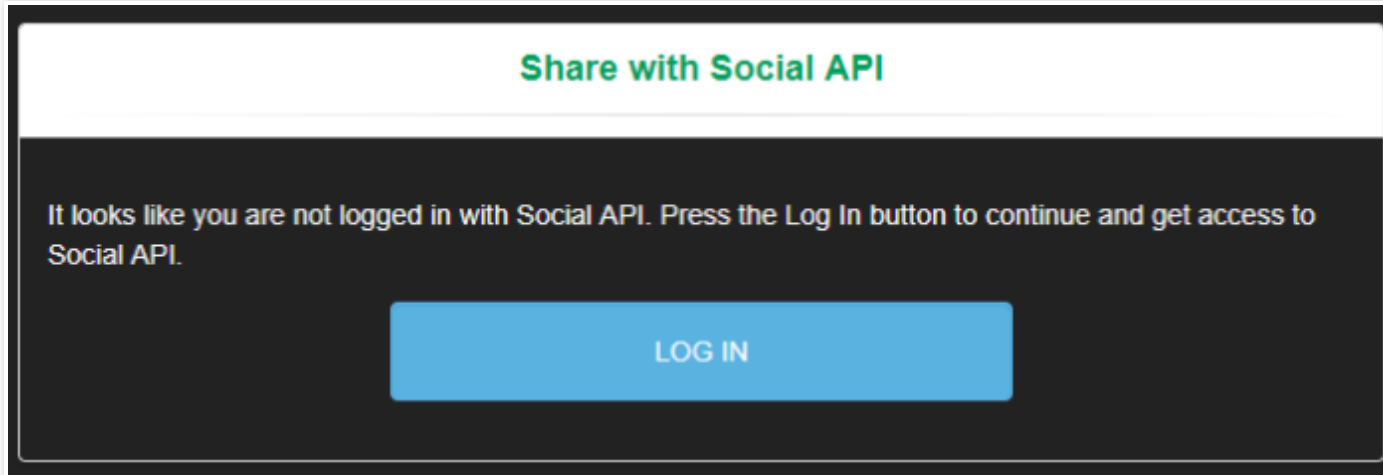 Share with Social API
It looks like you are not logged in with Social API. Press the Log In button to continue and get access to
Social API.
LOG IN